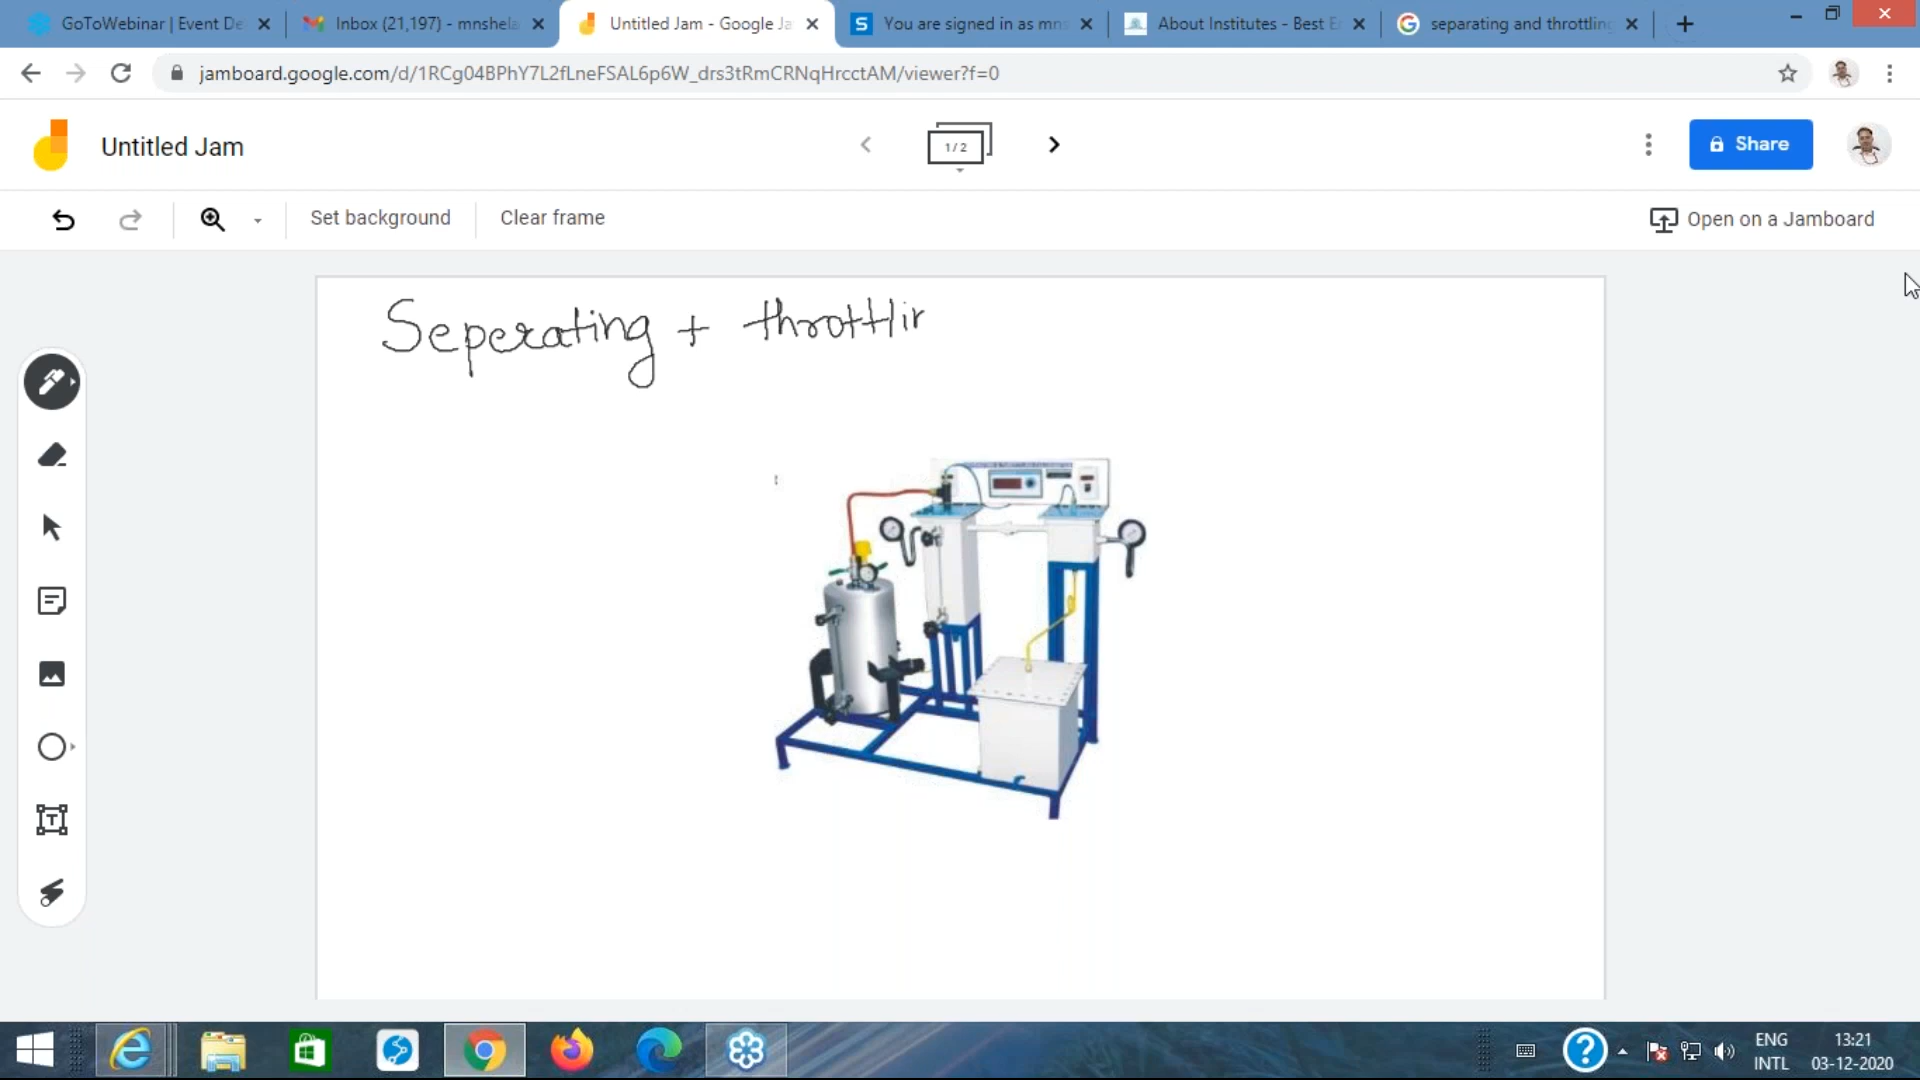 GoToWebinar | Event De
Inbox (21,197) - mnshela
Untitled Jam - Google Ja
You are signed in as mns
About Institutes - Best E
separating and throttling
jamboard.google.com/d/1RCg04BPhY7L2fLneFSAL6p6W_drs3tRmCRNqHrcctAM/viewer?f=0
Untitled Jam
1/2
Share
Set background
Clear frame
Open on a Jamboard
Seperating + throttlin
ENG
13:21
INTL
03-12-2020